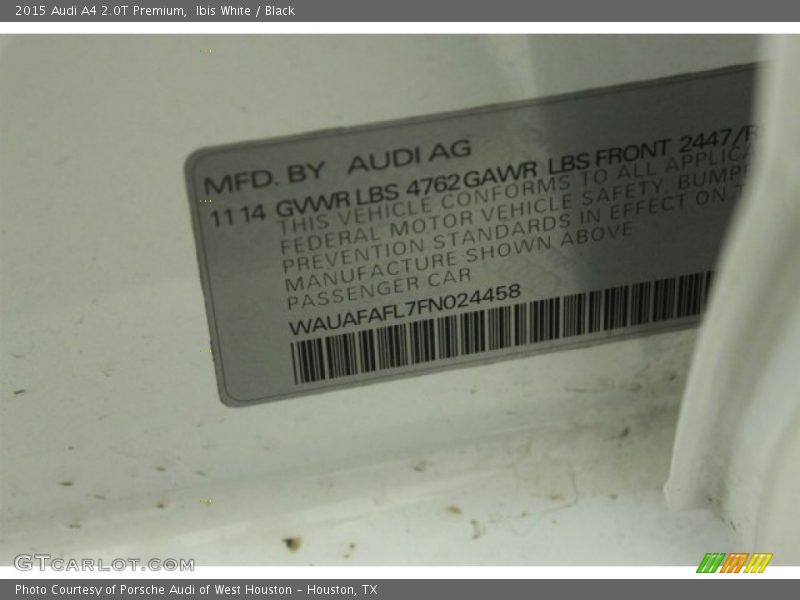 2015 Audi A4 2.0T Premium,  Ibis White / Black
MFD. BY   AUDI AG
11 14  GVWR LBS 4762 GAWR  LBS FRONT  2447/R
THIS VEHICLE CONFORMS TO ALL
FEDERAL MOTOR VEHICLE SAFETY,
PREVENTION STANDARDS IN EFFECT ON
MANUFACTURE SHOWN ABOVE
PASSENGER CAR
WAUAFAFL7FN024458
GTCARLOT.COM
Photo Courtesy of Porsche Audi of West Houston - Houston, TX